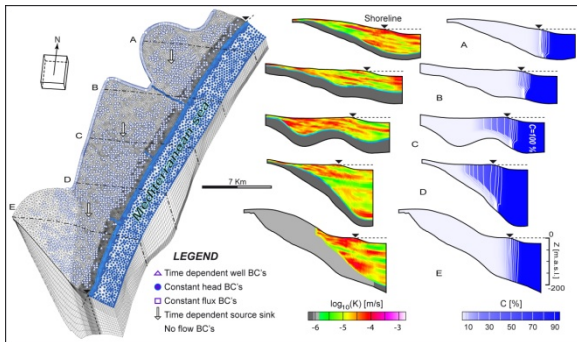 N
A
B
C
D
E
Mediterranean sea
7 Km
LEGEND
Time dependent well BC's
Constant head BC's
Constant flux BC's
Time dependent source sink
No flow BC's
Shoreline
log10(K) [m/s]
-6 -5 -4 -3
A
B
C
C=100 %
D
E
0
Z [m a.s.l.]
-200
C [%]
10 30 50 70 90